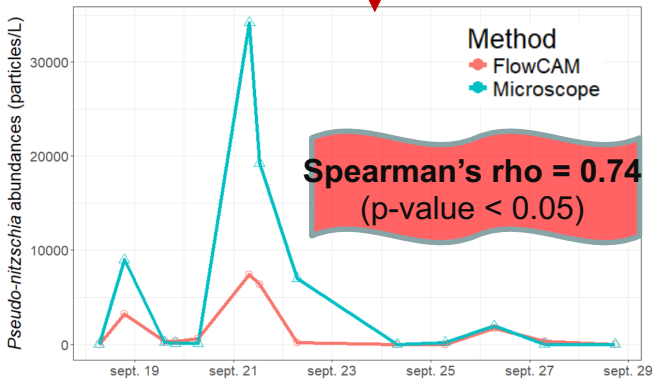 Pseudo-nitzschia abundances (particles/L)
30000
20000
10000
0
Method
FlowCAM
Microscope
Spearman's rho = 0.74
(p-value < 0.05)
sept. 19
sept. 21
sept. 23
sept. 25
sept. 27
sept. 29